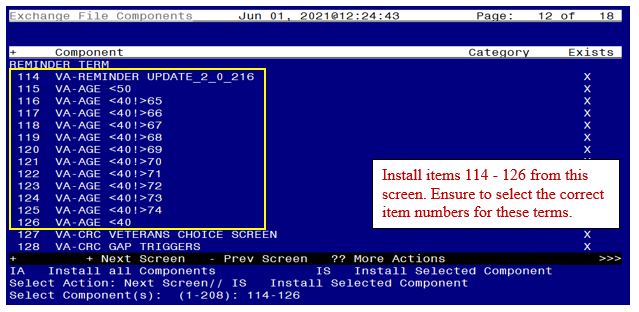 Exchange File Components Jun 01, 2021@12:24:43 Page: 12 of 18
+ Component Category Exists
REMINDER TERM
114 VA-REMINDER UPDATE_2_0_216 X
115 VA-AGE <50 X
116 VA-AGE <40!>65 X
117 VA-AGE <40!>66 X
118 VA-AGE <40!>67 X
119 VA-AGE <40!>68 X
120 VA-AGE <40!>69 X
121 VA-AGE <40!>70
122 VA-AGE <40!>71
123 VA-AGE <40!>72
124 VA-AGE <40!>73
125 VA-AGE <40!>74
126 VA-AGE <40
Install items 114 - 126 from this
screen. Ensure to select the correct
item numbers for these terms.
127 VA-CRC VETERANS CHOICE SCREEN X
128 VA-CRC GAP TRIGGERS X
+ + Next Screen - Prev Screen ?? More Actions >>>
IA Install all Components IS Install Selected Component
Select Action: Next Screen// IS Install Selected Component
Select Component(s): (1-208): 114-126